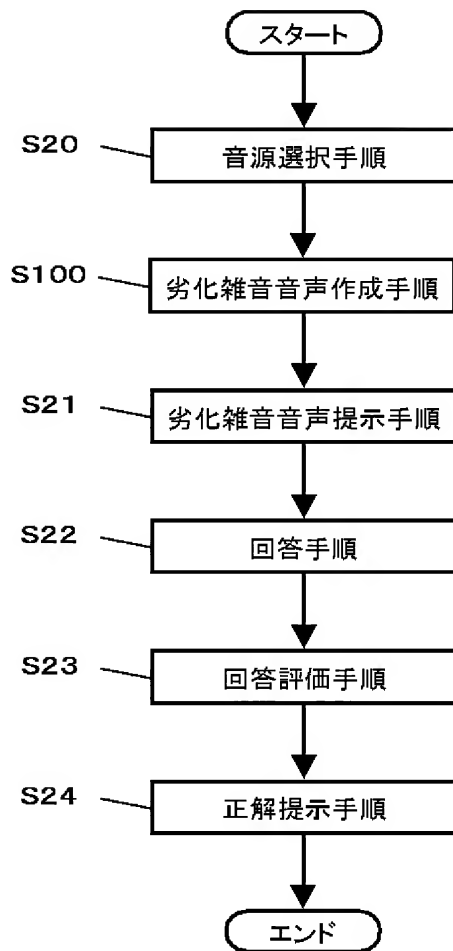 スタート
S20
音源選択手順
S100
劣化雑音音声作成手順
S21
劣化雑音音声提示手順
S22
回答手順
S23
回答評価手順
S24
正解提示手順
エンド